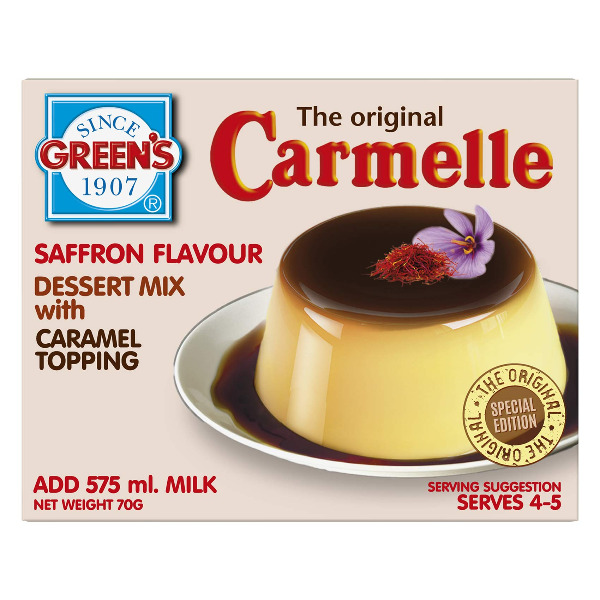 SINCE
GREEN'S
1907
®
The original
Carmelle
SAFFRON FLAVOUR
DESSERT MIX
with
CARAMEL
TOPPING
THE ORIGINAL
SPECIAL
EDITION
THE ORIGINAL
ADD 575 ml. MILK
NET WEIGHT 70G
SERVING SUGGESTION
SERVES 4-5